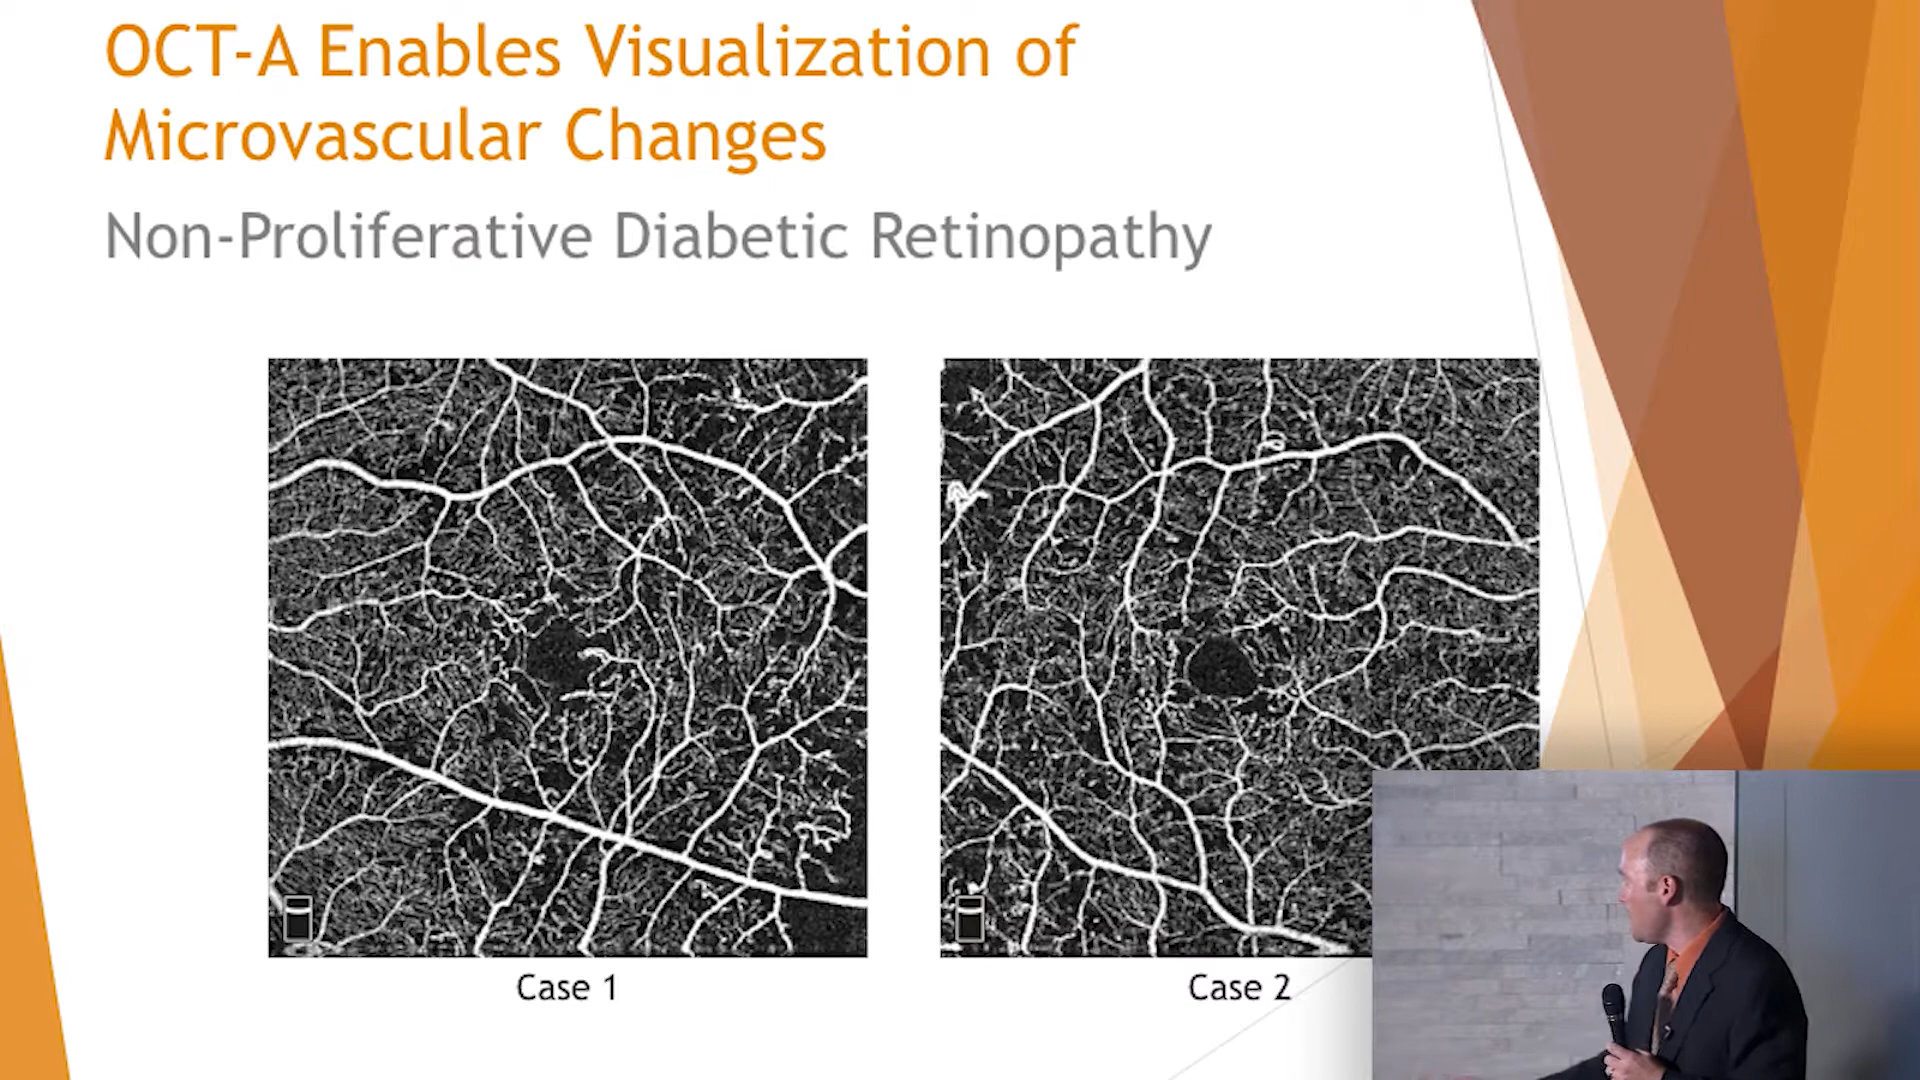 OCT-A Enables Visualization of
Microvascular Changes
Non-Proliferative Diabetic Retinopathy
Case 1
Case 2